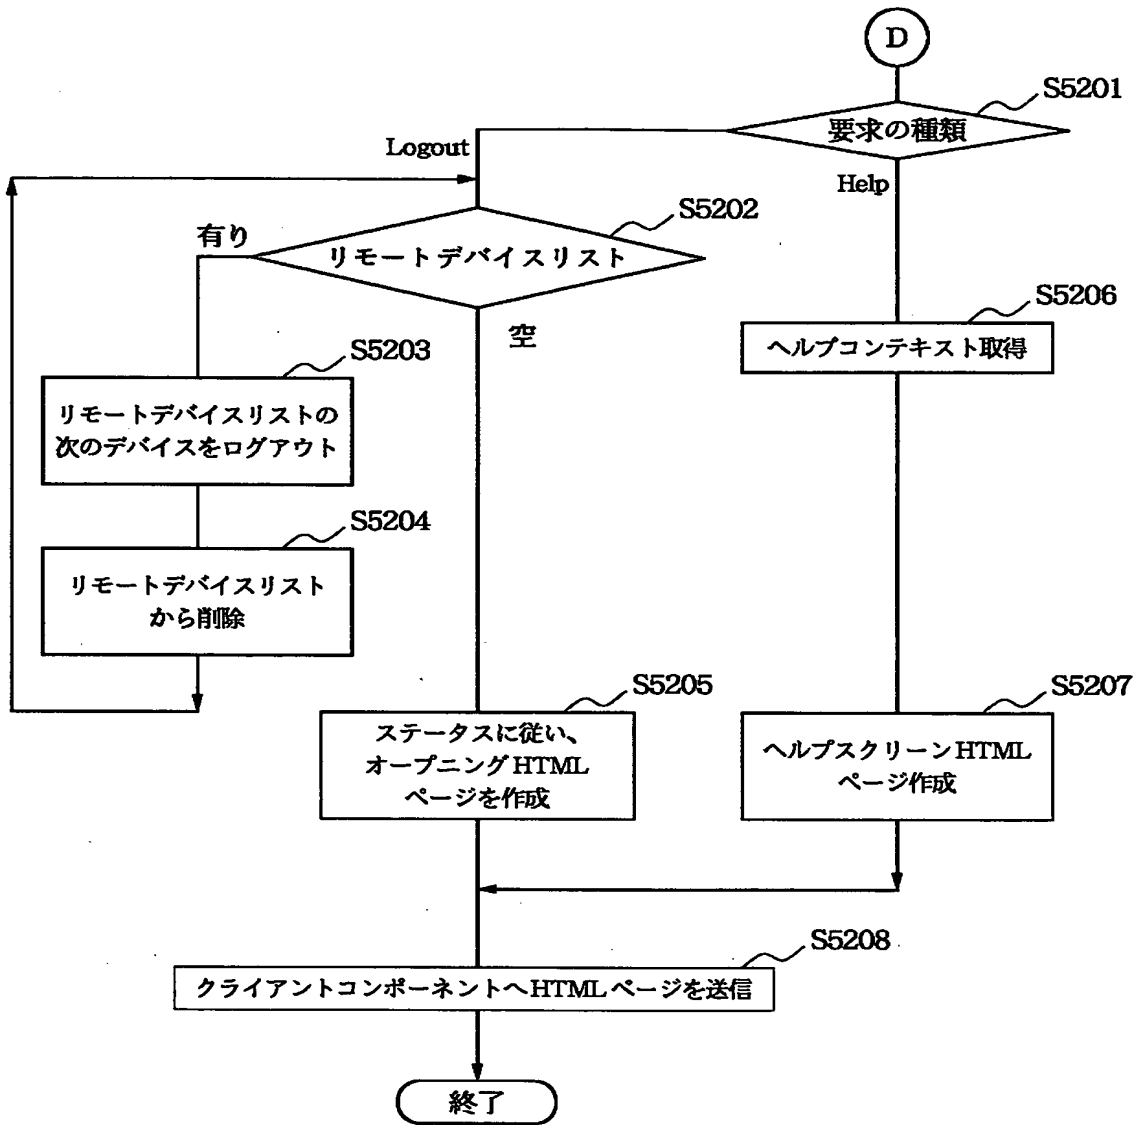 D
S5201
要求の種類
Logout
Help
S5202
有り
リモートデバイスリスト
空
S5206
ヘルプコンテキスト取得
S5203
リモートデバイスリストの
次のデバイスをログアウト
S5204
リモートデバイスリスト
から削除
S5205
ステータスに従い、
オープニングHTML
ページを作成
S5207
ヘルプスクリーンHTML
ページ作成
S5208
クライアントコンポーネントへHTMLページを送信
終了